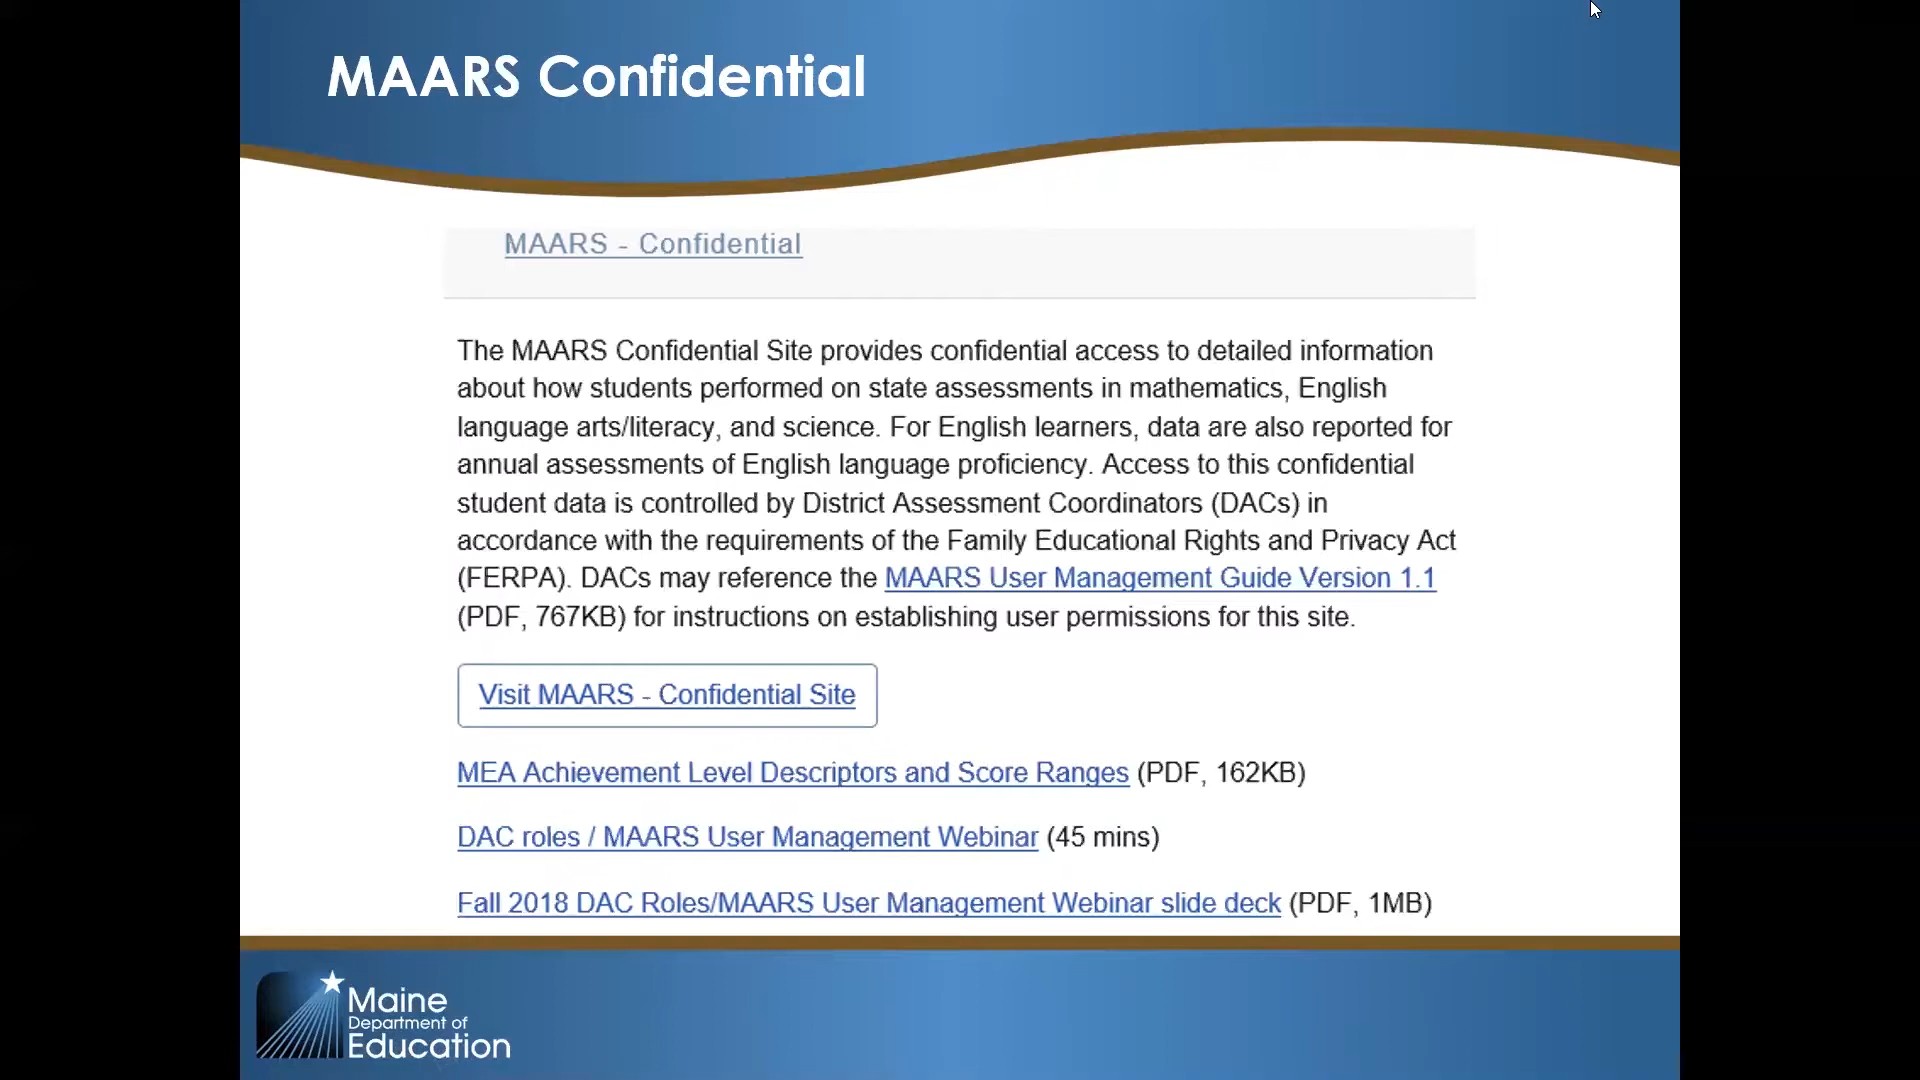 MAARS Confidential
MAARS - Confidential
The MAARS Confidential Site provides confidential access to detailed information
about how students performed on state assessments in mathematics, English
language arts/literacy, and science. For English learners, data are also reported for
annual assessments of English language proficiency. Access to this confidential
student data is controlled by District Assessment Coordinators (DACs) in
accordance with the requirements of the Family Educational Rights and Privacy Act
(FERPA). DACs may reference the MAARS User Management Guide Version 1.1
(PDF, 767KB) for instructions on establishing user permissions for this site.
Visit MAARS - Confidential Site
MEA Achievement Level Descriptors and Score Ranges (PDF, 162KB)
DAC roles / MAARS User Management Webinar (45 mins)
Fall 2018 DAC Roles/MAARS User Management Webinar slide deck (PDF, 1MB)
Maine
Department of
Education